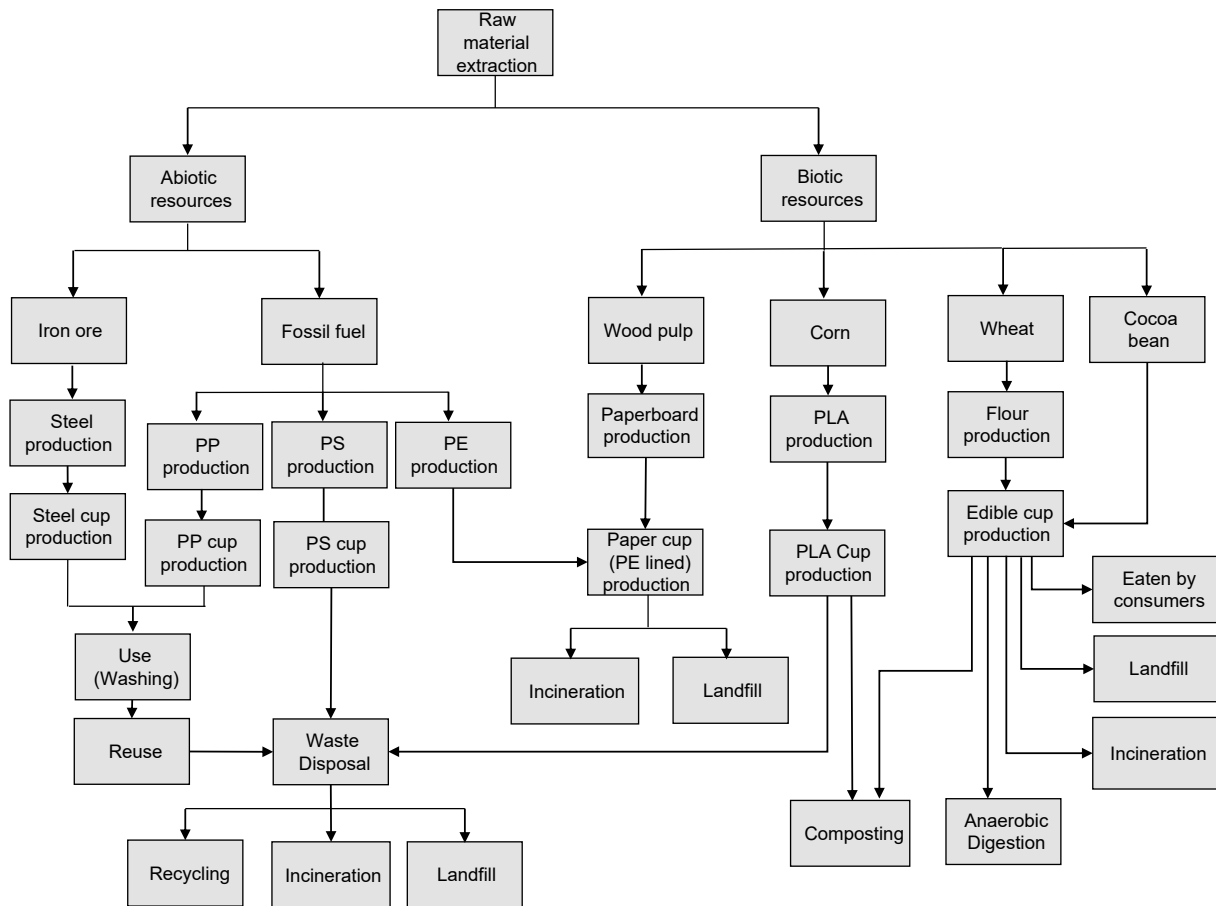 Raw
material
extraction
Abiotic
resources
Biotic
resources
Iron ore
Fossil fuel
Wood pulp
Corn
Wheat
Cocoa
bean
Steel
production
PP
production
PS
production
PE
production
Paperboard
production
PLA
production
Flour
production
Steel cup
production
PP cup
production
PS cup
production
Paper cup
(PE lined)
production
PLA Cup
production
Edible cup
production
Eaten by
consumers
Use
(Washing)
Incineration
Landfill
Landfill
Reuse
Waste
Disposal
Incineration
Composting
Anaerobic
Digestion
Recycling
Incineration
Landfill